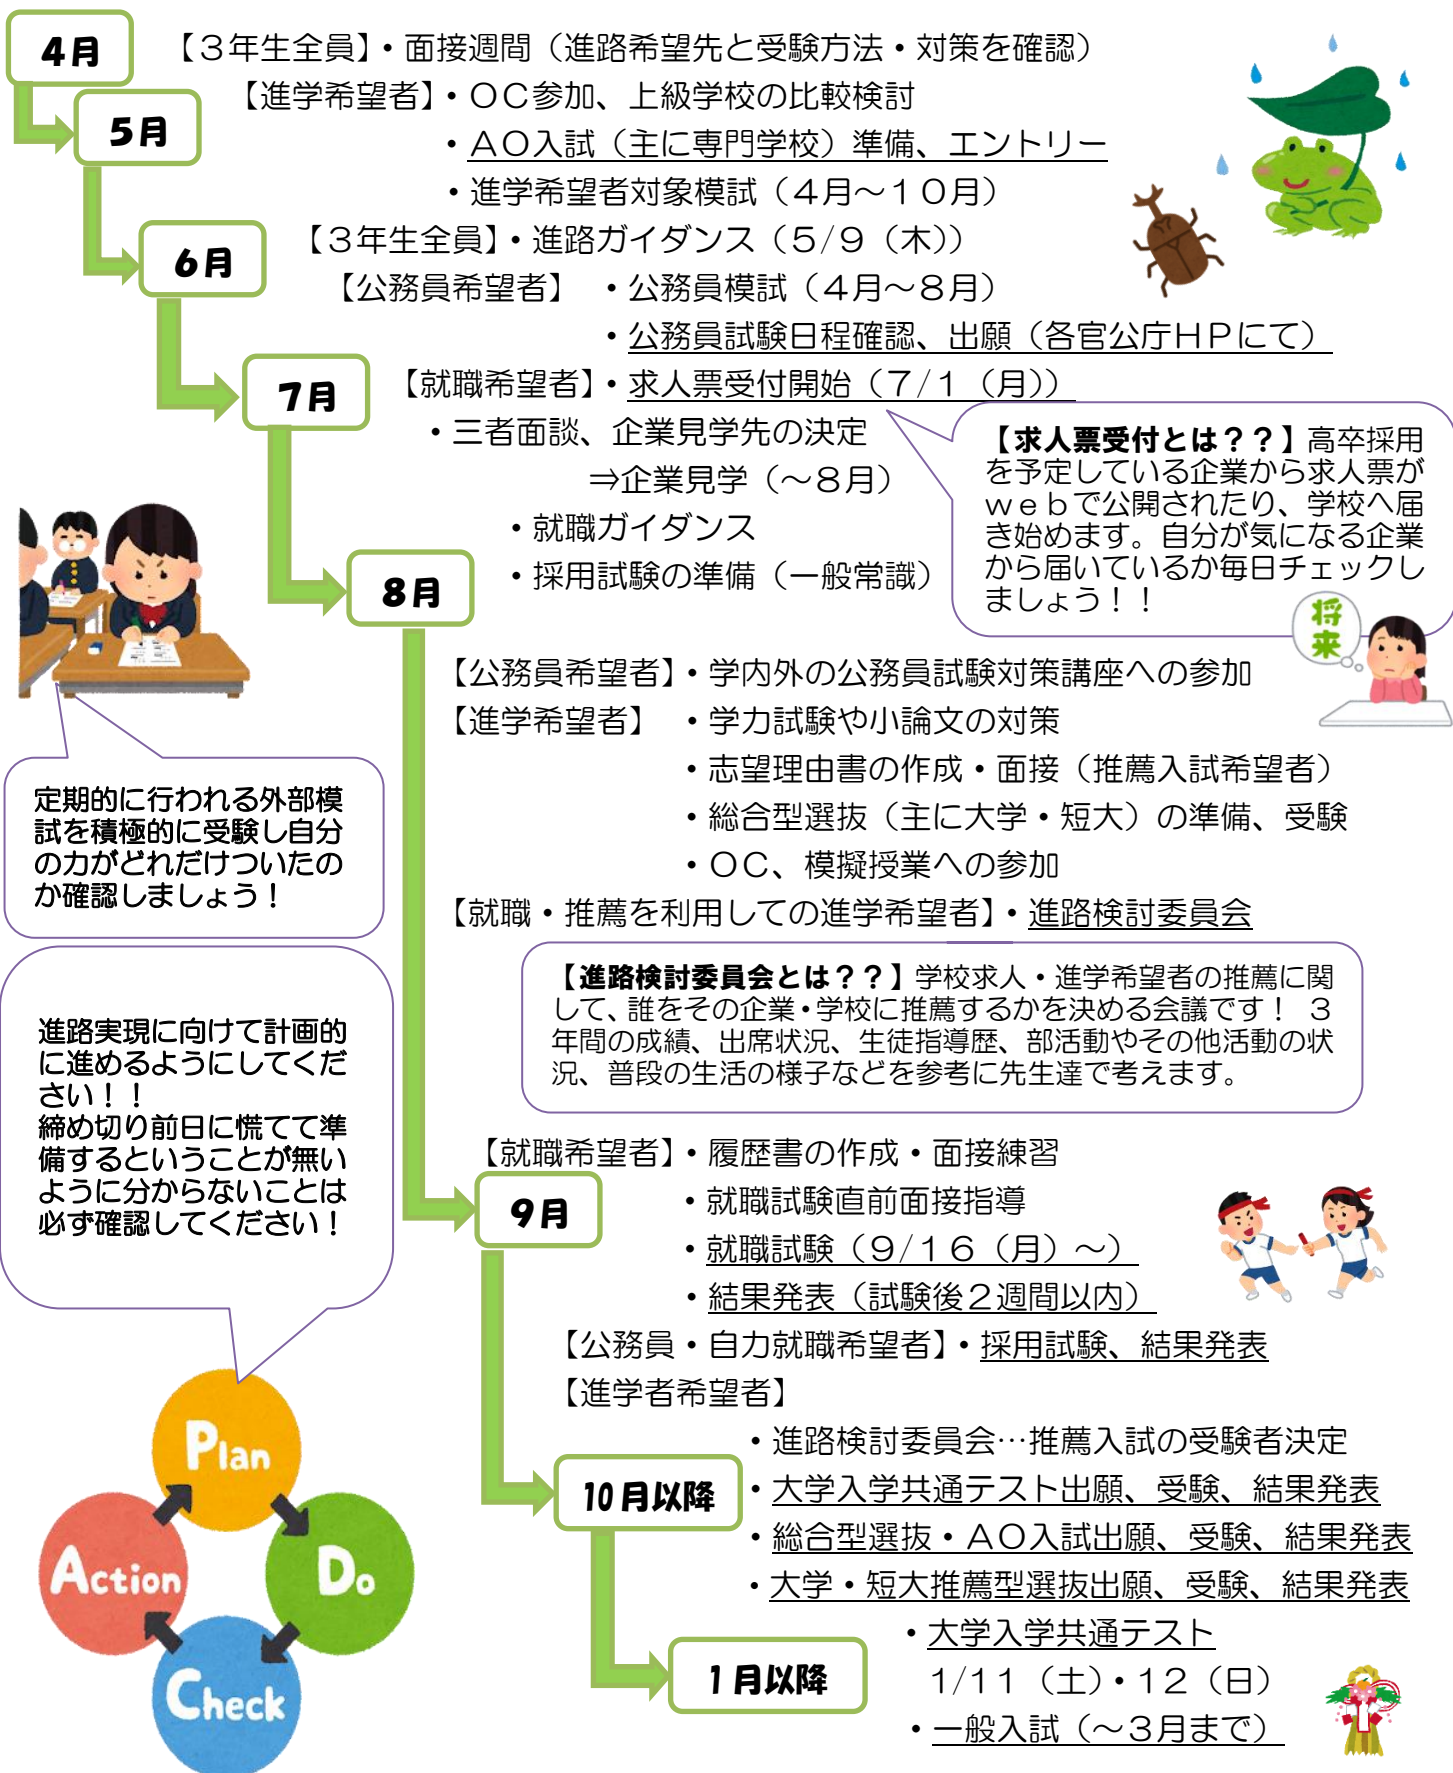 4月
【３年生全員】・面接週間（進路希望先と受験方法・対策を確認）
【進学希望者】・ＯＣ参加、上級学校の比較検討
5月
・ＡＯ入試（主に専門学校）準備、エントリー
・進学希望者対象模試（４月～１０月）
6月
【３年生全員】・進路ガイダンス（５/９（木））
【公務員希望者】　・公務員模試（４月～８月）
・公務員試験日程確認、出願（各官公庁ＨＰにて）
7月
【就職希望者】・求人票受付開始（７/１（月））
・三者面談、企業見学先の決定
⇒企業見学（～８月）
・就職ガイダンス
・採用試験の準備（一般常識）
【求人票受付とは？？】高卒採用
を予定している企業から求人票が
ｗｅｂで公開されたり、学校へ届
き始めます。自分が気になる企業
から届いているか毎日チェックし
ましょう！！
将来
8月
【公務員希望者】・学内外の公務員試験対策講座への参加
【進学希望者】　・学力試験や小論文の対策
・志望理由書の作成・面接（推薦入試希望者）
・総合型選抜（主に大学・短大）の準備、受験
・ＯＣ、模擬授業への参加
【就職・推薦を利用しての進学希望者】・進路検討委員会
定期的に行われる外部模
試を積極的に受験し自分
の力がどれだけついたの
か確認しましょう！
【進路検討委員会とは？？】学校求人・進学希望者の推薦に関
して、誰をその企業・学校に推薦するかを決める会議です！　３
年間の成績、出席状況、生徒指導歴、部活動やその他活動の状
況、普段の生活の様子などを参考に先生達で考えます。
進路実現に向けて計画的
に進めるようにしてくだ
さい！！
締め切り前日に慌てて準
備するということが無い
ように分からないことは
必ず確認してください！
【就職希望者】・履歴書の作成・面接練習
9月
・就職試験直前面接指導
・就職試験（９/１６（月）～）
・結果発表（試験後２週間以内）
【公務員・自力就職希望者】・採用試験、結果発表
【進学者希望者】
・進路検討委員会…推薦入試の受験者決定
10月以降
・大学入学共通テスト出願、受験、結果発表
・総合型選抜・ＡＯ入試出願、受験、結果発表
・大学・短大推薦型選抜出願、受験、結果発表
1月以降
・大学入学共通テスト
1/11（土）・12（日）
・一般入試（～３月まで）
Plan
Do
Check
Action